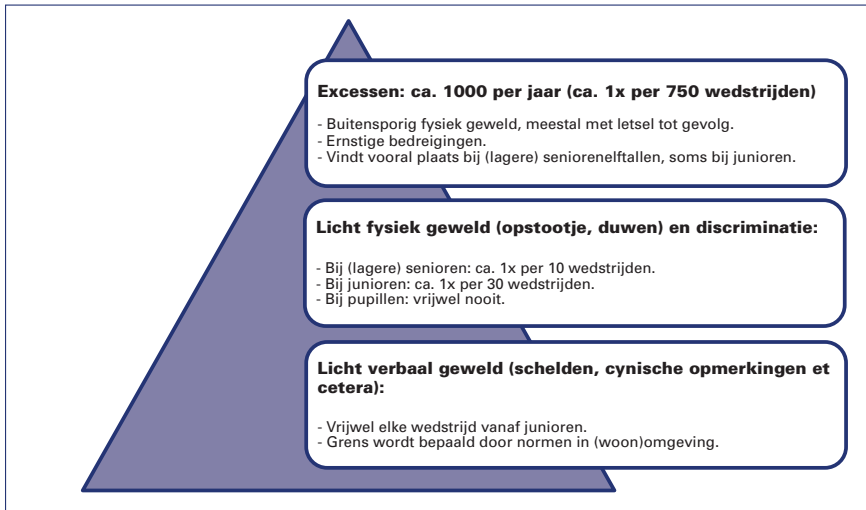 Excessen: ca. 1000 per jaar (ca. 1x per 750 wedstrijden)
- Buitensporig fysiek geweld, meestal met letsel tot gevolg.
- Ernstige bedreigingen.
- Vindt vooral plaats bij (lagere) seniorenelftallen, soms bij junioren.
Licht fysiek geweld (opstootje, duwen) en discriminatie:
- Bij (lagere) senioren: ca. 1x per 10 wedstrijden.
- Bij junioren: ca. 1x per 30 wedstrijden.
- Bij pupillen: vrijwel nooit.
Licht verbaal geweld (schelden, cynische opmerkingen et
cetera):
- Vrijwel elke wedstrijd vanaf junioren.
- Grens wordt bepaald door normen in (woon)omgeving.